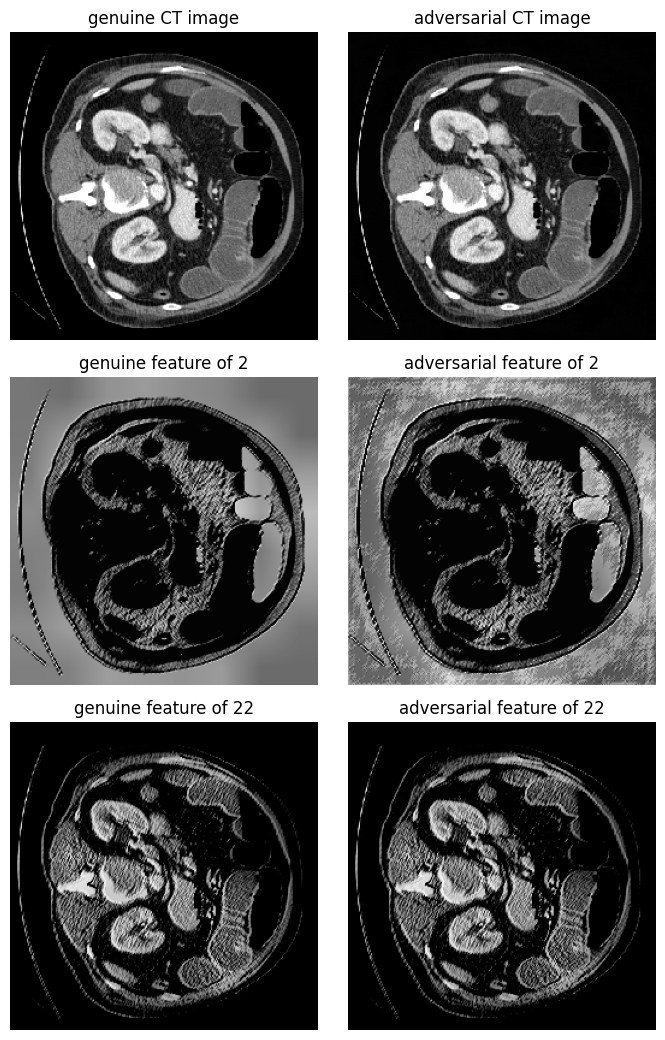 genuine CT image
adversarial CT image
genuine feature of 2
adversarial feature of 2
genuine feature of 22
adversarial feature of 22